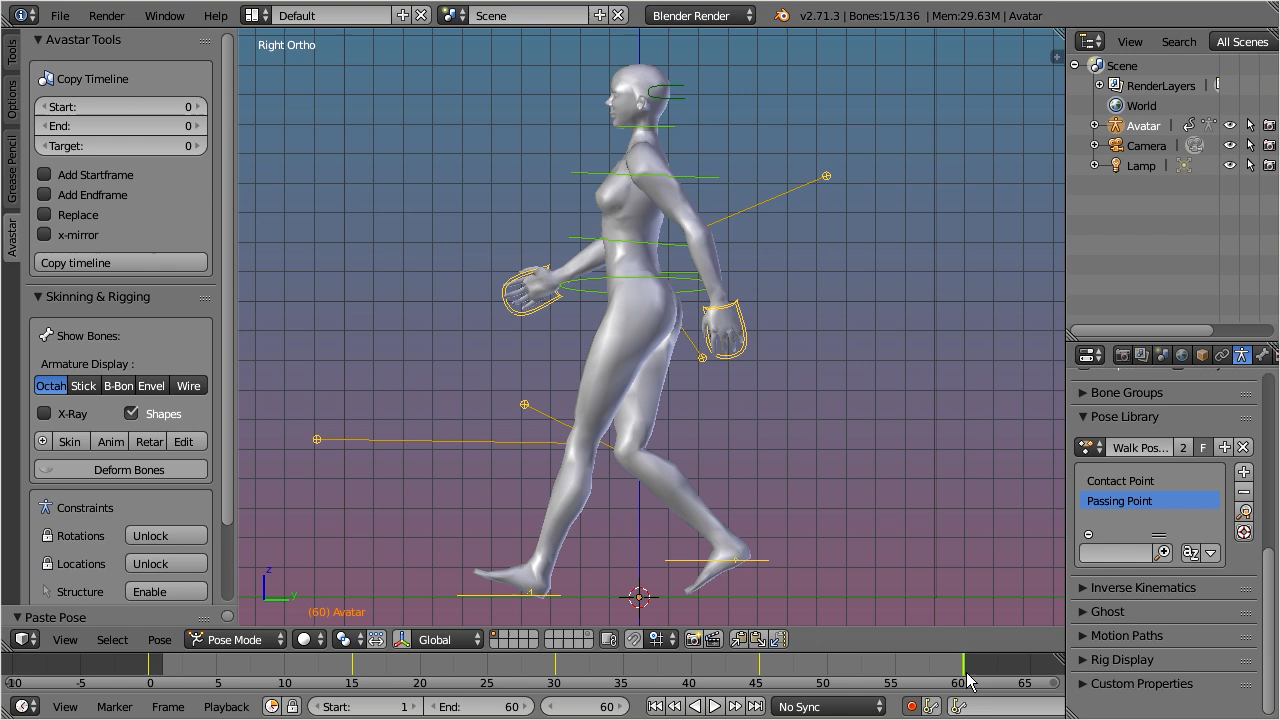 File Render Window Help Default Scene Blender Render v2.71.3 | Bones:15/136 | Mem:29.63M | Avatar
Tools
Options
Grease Pencil
Avastar
Avastar Tools
Copy Timeline
Start: 0
End: 0
Target: 0
Add Startframe
Add Endframe
Replace
x-mirror
Copy timeline
Skinning & Rigging
Show Bones:
Armature Display :
Octah Stick B-Bon Envel Wire
X-Ray Shapes
Skin Anim Retar Edit
Deform Bones
Constraints
Rotations Unlock
Locations Unlock
Structure Enable
Paste Pose
Right Ortho
z
y
(60) Avatar
View Search All Scenes
Scene
RenderLayers
World
Avatar
Camera
Lamp
Bone Groups
Pose Library
Walk Pos... 2 F
Contact Point
Passing Point
az
Inverse Kinematics
Ghost
Motion Paths
Rig Display
Custom Properties
View Select Pose Pose Mode Global
-10 -5 0 5 10 15 20 25 30 35 40 45 50 55 60 65
View Marker Frame Playback Start: 1 End: 60 60 No Sync